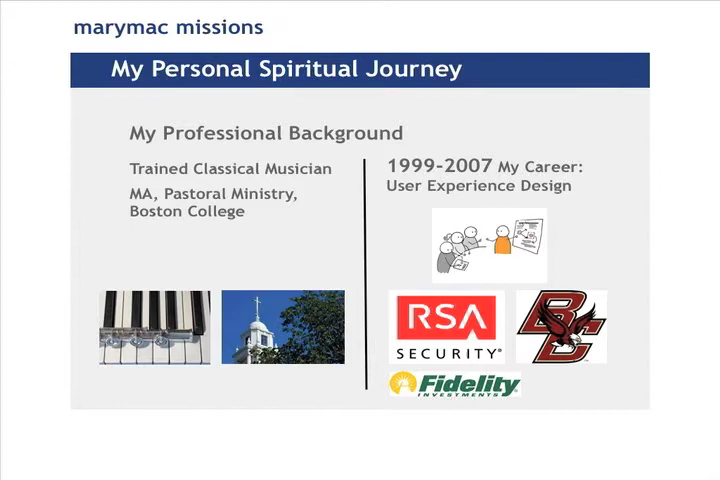 marymac missions
My Personal Spiritual Journey
My Professional Background
Trained Classical Musician
MA, Pastoral Ministry,
Boston College
1999-2007 My Career:
User Experience Design
RSA
SECURITY®
BC
Fidelity
INVESTMENTS®